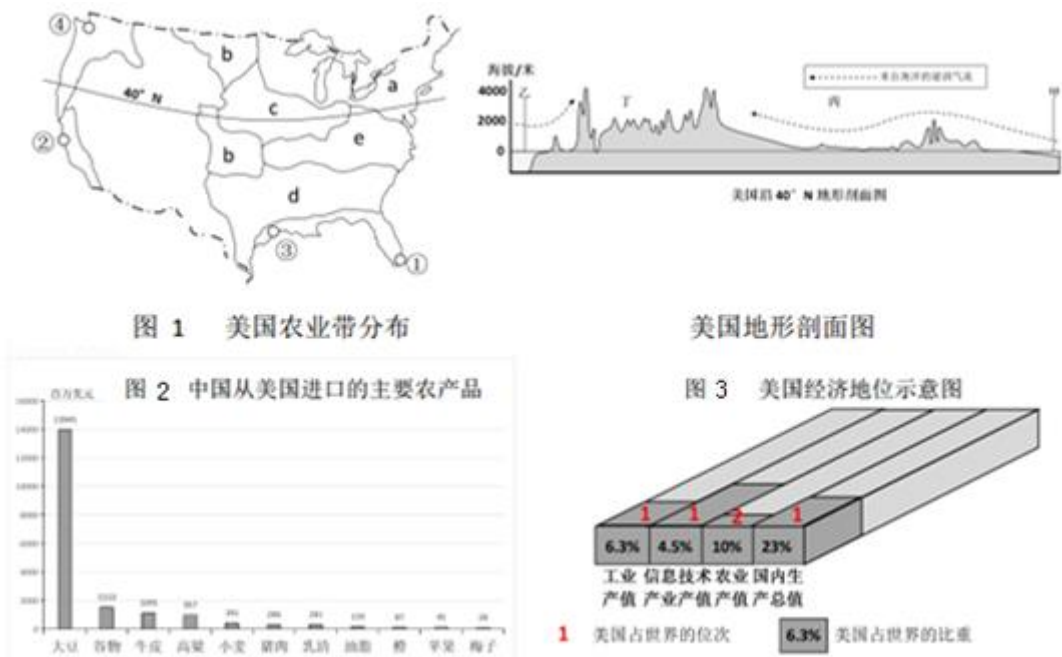 ④
b
a
40° N
c
②
b
e
d
③
①
海拔/米
来自海洋的湿润气流
4000
乙
丁
丙
2000
0
美国沿 40° N 地形剖面图
图 1 美国农业带分布
美国地形剖面图
图 2 中国从美国进口的主要农产品
百万美元
大豆 谷物 牛皮 高粱 小麦 猪肉 乳清 油脂 橙 苹果 梅子
图 3 美国经济地位示意图
1 1 2 1
6.3% 4.5% 10% 23%
工业 信息技术 农业 国内生
产值 产业产值 产值 产总值
1 美国占世界的位次
6.3% 美国占世界的比重